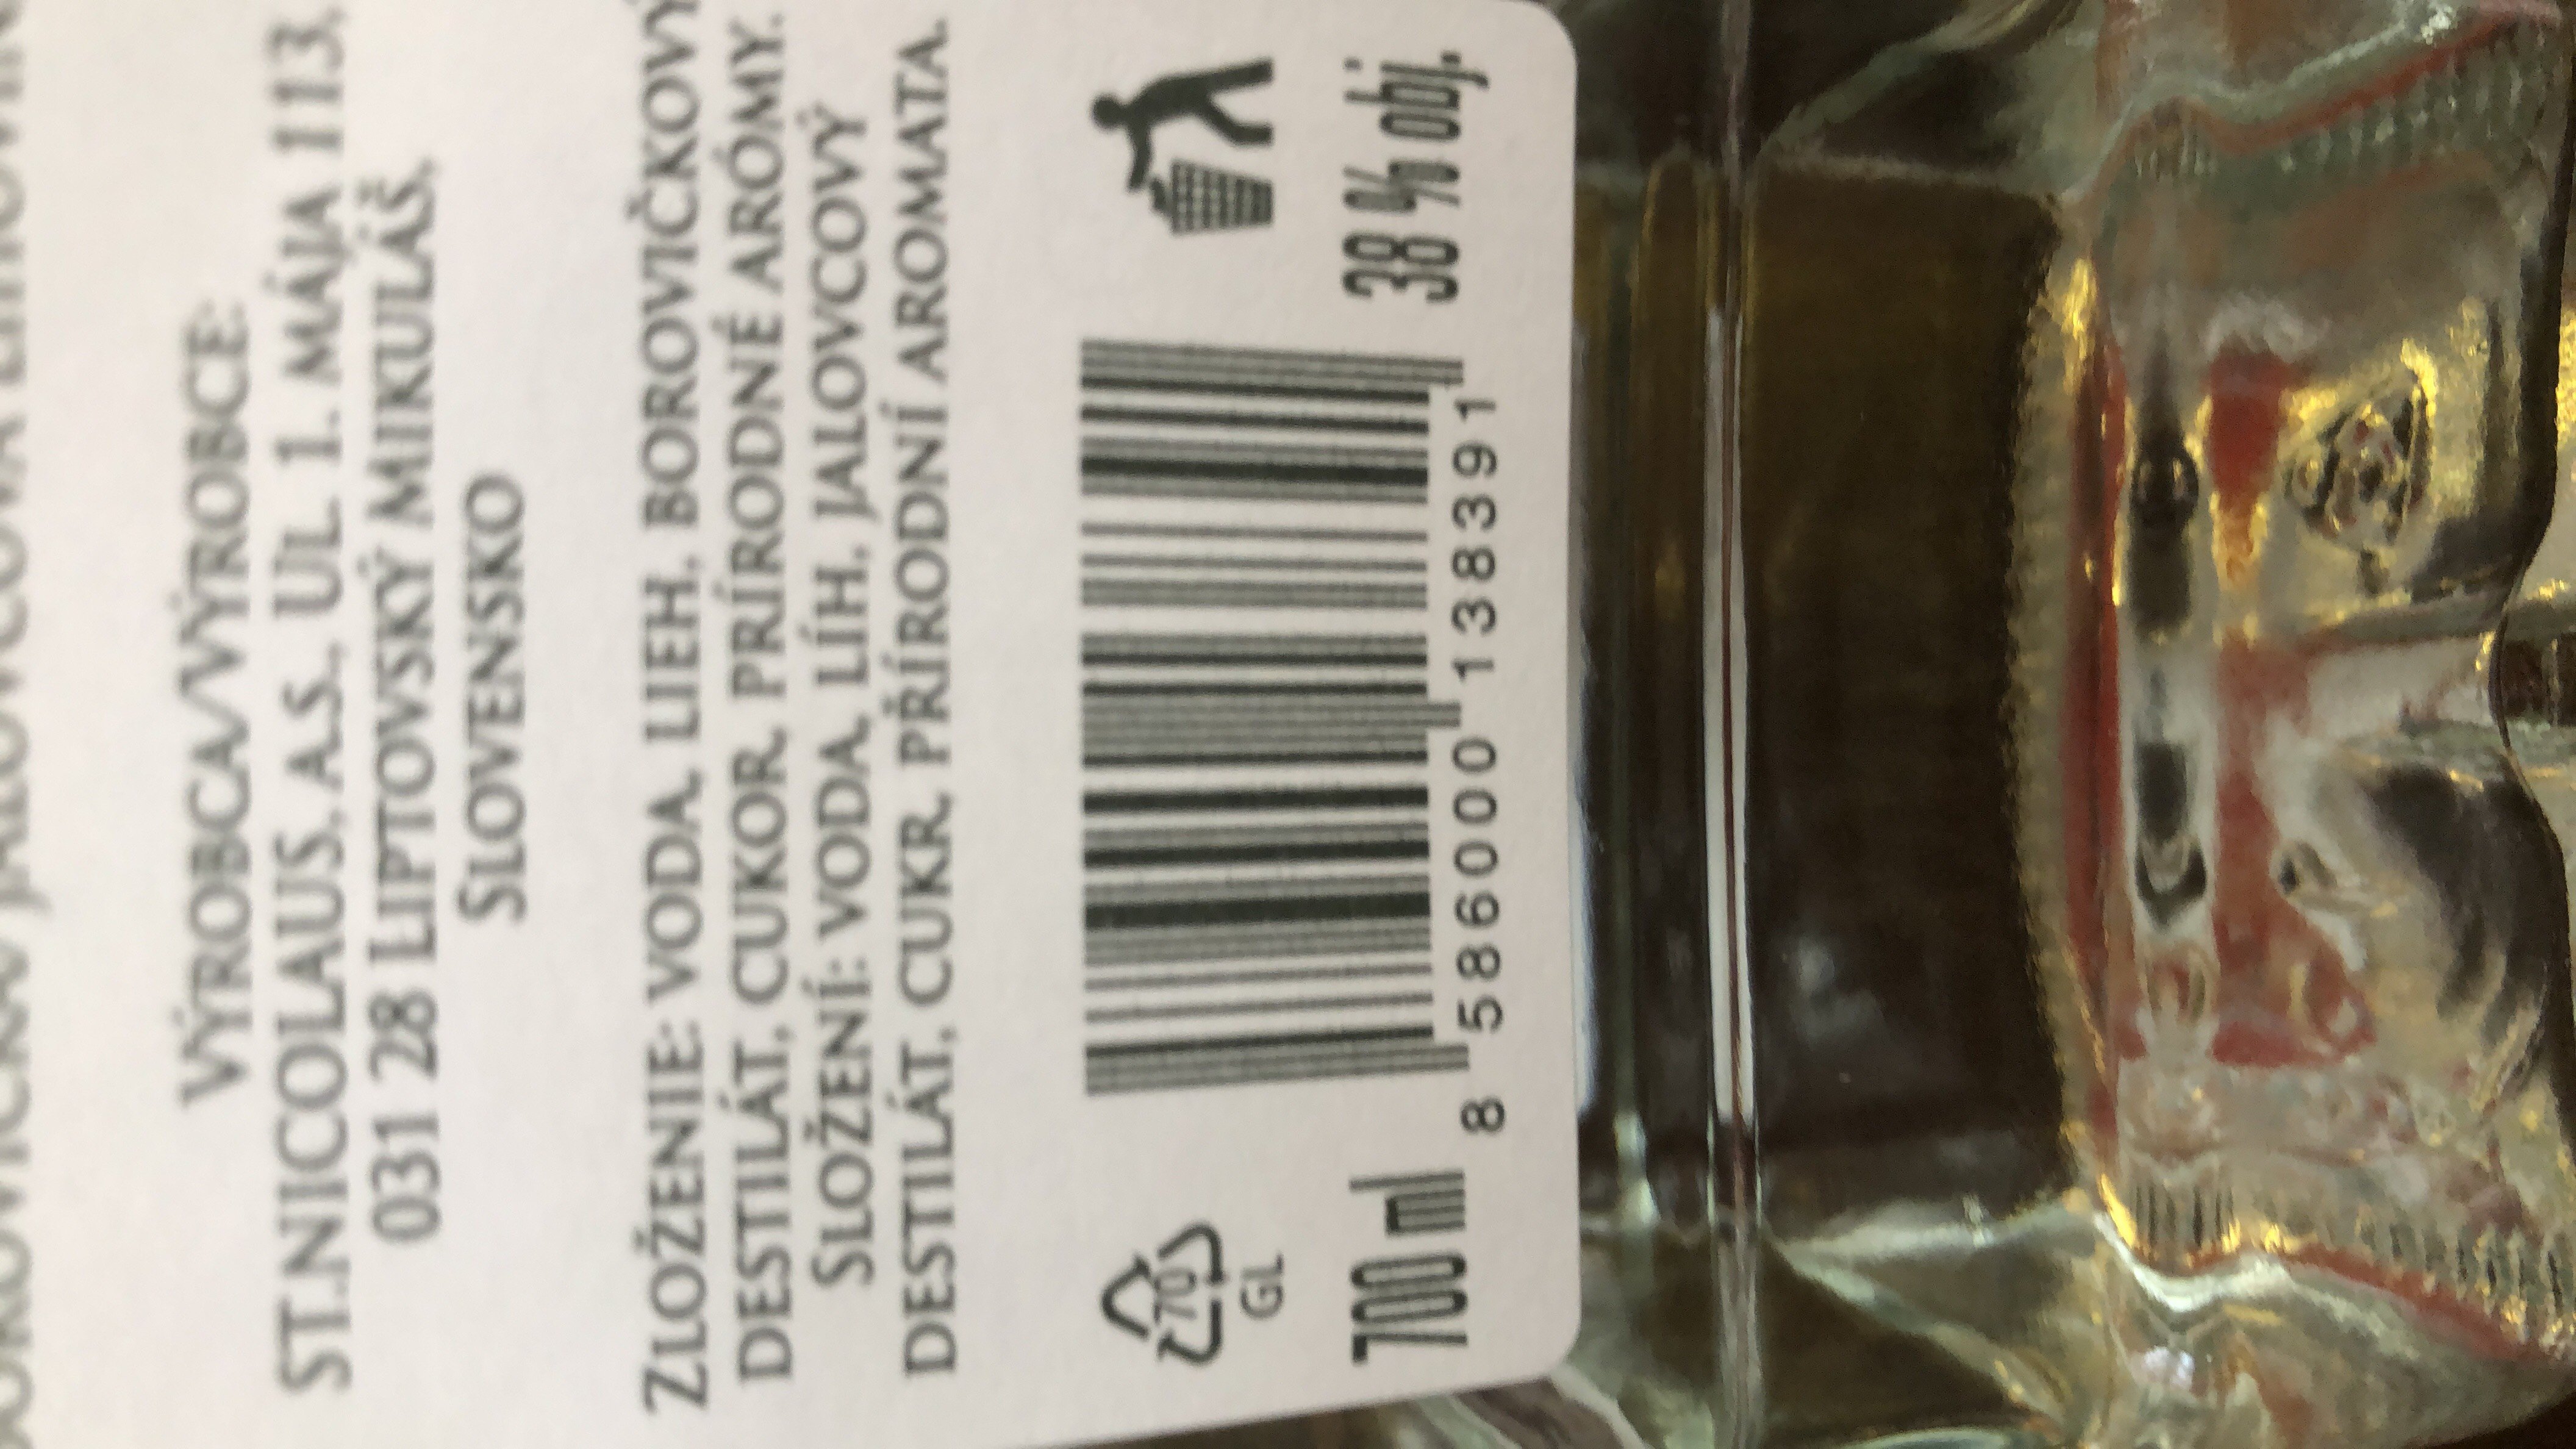 VÝROBCA/VÝROBCE:
ST.NICOLAUS, A.S., UL. 1. MÁJA 113,
031 28 LIPTOVSKÝ MIKULÁŠ,
SLOVENSKO
ZLOŽENIE: VODA, LIEH, BOROVIČKOVÝ
DESTILÁT, CUKOR, PRÍRODNÉ ARÓMY.
SLOŽENÍ: VODA, LÍH, JALOVCOVÝ
DESTILÁT, CUKR, PŘÍRODNÍ AROMATA.
70
GL
700 ml
38 % obj.
8 586000 138391